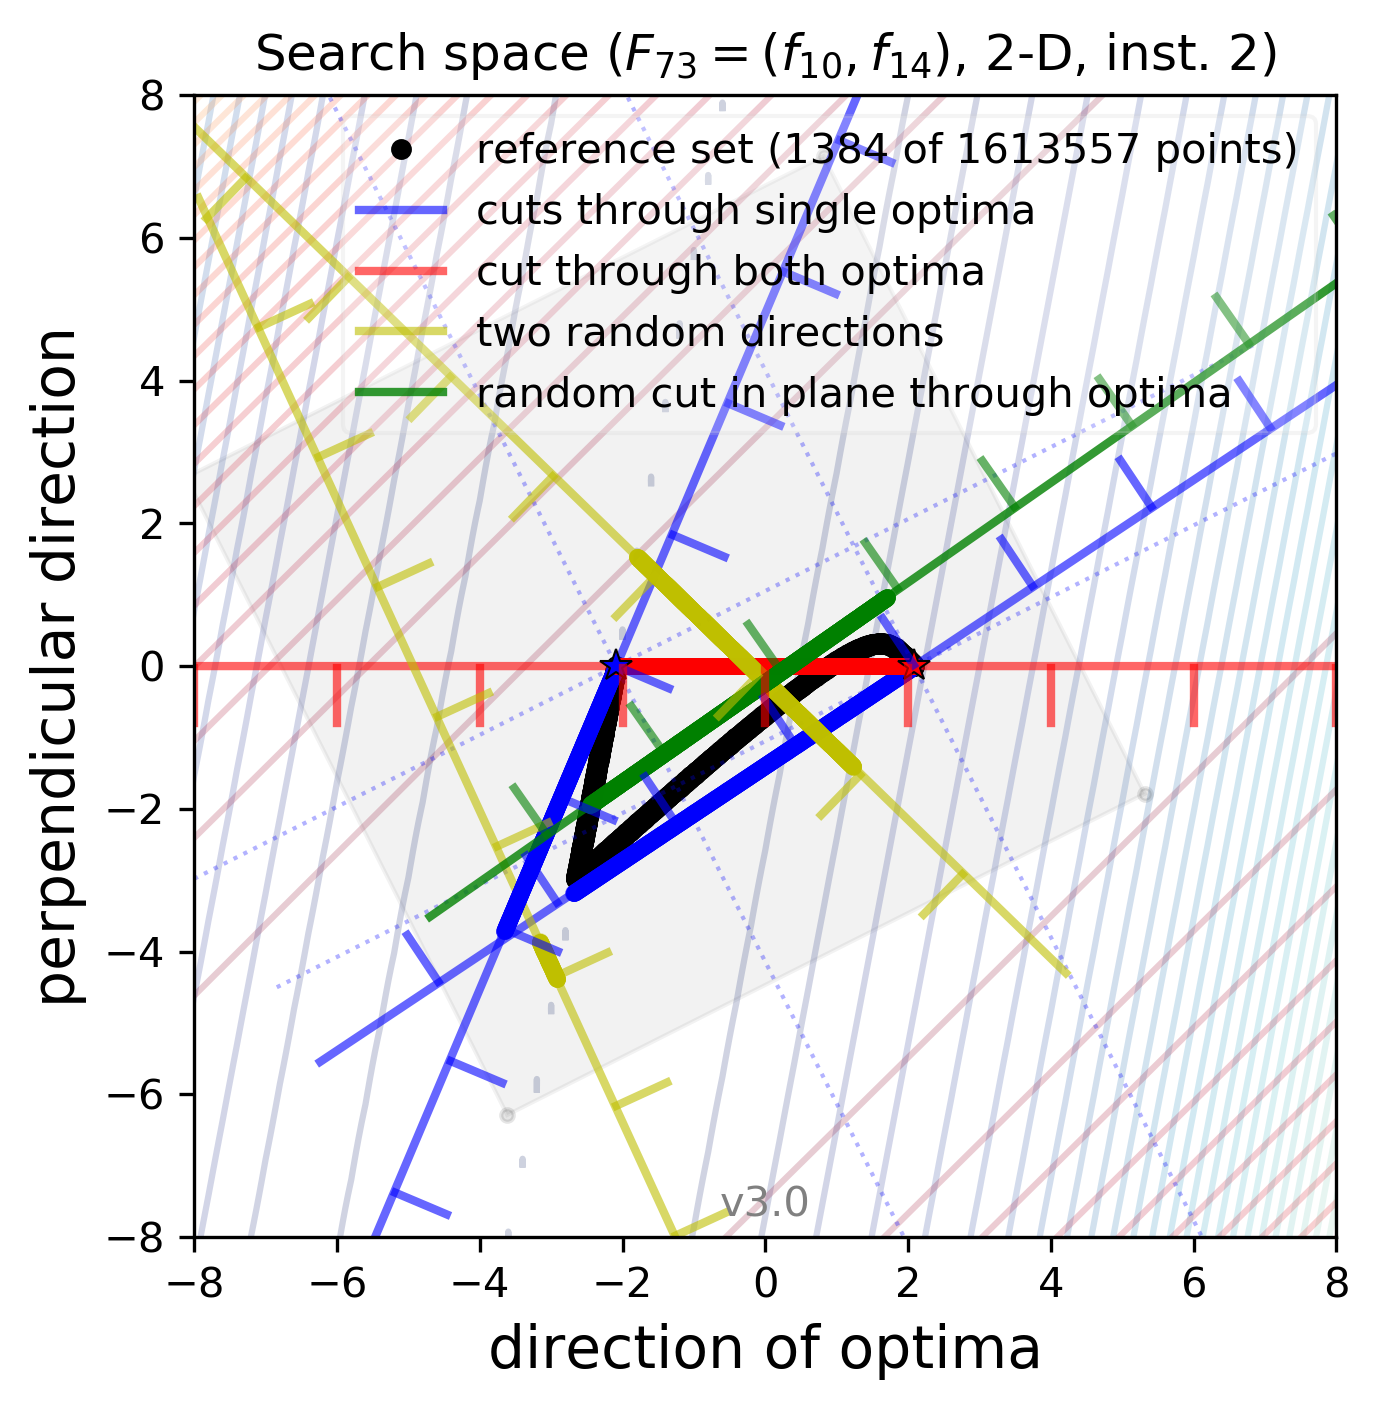 Search space (F73 = (f10, f14), 2-D, inst. 2)
reference set (1384 of 1613557 points)
cuts through single optima
cut through both optima
two random directions
random cut in plane through optima
perpendicular direction
8
6
4
2
0
−2
−4
−6
−8
v3.0
−8 −6 −4 −2 0 2 4 6 8
direction of optima